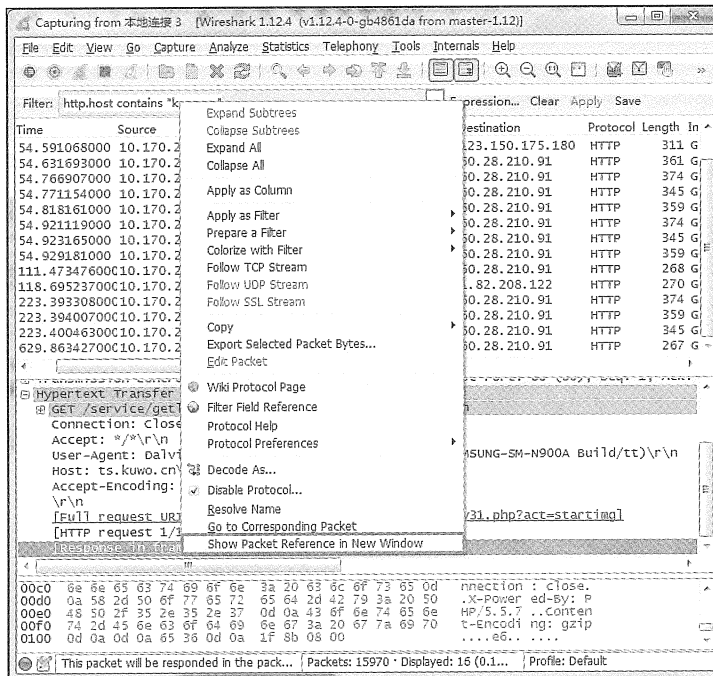 Capturing from 本地连接 3 [Wireshark 1.12.4 (v1.12.4-0-gb4861da from master-1.12)]
File Edit View Go Capture Analyze Statistics Telephony Tools Internals Help
Filter: http.host contains "k
Expression... Clear Apply Save
Time Source Destination Protocol Length
54.591068000 10.170.2 123.150.175.180 HTTP 311 G
54.631693000 10.170.2 60.28.210.91 HTTP 361 G
54.766907000 10.170.2 60.28.210.91 HTTP 374 G
54.771154000 10.170.2 60.28.210.91 HTTP 345 G
54.818161000 10.170.2 60.28.210.91 HTTP 359 G
54.921119000 10.170.2 60.28.210.91 HTTP 374 G
54.923165000 10.170.2 60.28.210.91 HTTP 345 G
54.929181000 10.170.2 60.28.210.91 HTTP 359 G
111.47347600C10.170.2 60.28.210.91 HTTP 268 G
118.69523700C10.170.2 1.82.208.122 HTTP 270 G
223.39330800C10.170.2 60.28.210.91 HTTP 374 G
223.39400700C10.170.2 60.28.210.91 HTTP 359 G
223.40046300C10.170.2 60.28.210.91 HTTP 345 G
629.86342700C10.170.2 60.28.210.91 HTTP 267 G
Expand Subtrees
Collapse Subtrees
Expand All
Collapse All
Apply as Column
Apply as Filter
Prepare a Filter
Colorize with Filter
Follow TCP Stream
Follow UDP Stream
Follow SSL Stream
Copy
Export Selected Packet Bytes...
Edit Packet
Wiki Protocol Page
Filter Field Reference
Protocol Help
Protocol Preferences
Decode As...
Disable Protocol...
Resolve Name
Go to Corresponding Packet
Show Packet Reference in New Window
Hypertext Transfer
GET /service/get
Connection: Close
Accept: */*\r\n
User-Agent: Dalvi MSUNG-SM-N900A Build/tt)\r\n
Host: ts.kuwo.cn\
Accept-Encoding:
\r\n
[Full request URI /31.php?act=startimg]
[HTTP request 1/1
[Response in fram
00c0 6e 6e 65 63 74 69 6f 6e 3a 20 63 6c 6f 73 65 0d nnection : close.
00d0 0a 58 2d 50 6f 77 65 72 65 64 2d 42 79 3a 20 50 .X-Power ed-By: P
00e0 48 50 2f 35 2e 35 2e 37 0d 0a 43 6f 6e 74 65 6e HP/5.5.7 ..Conten
00f0 74 2d 45 6e 63 6f 64 69 6e 67 3a 20 67 7a 69 70 t-Encodi ng: gzip
0100 0d 0a 0d 0a 65 36 0d 0a 1f 8b 08 00 ....e6.. ....
This packet will be responded in the pack... Packets: 15970 · Displayed: 16 (0.1... Profile: Default